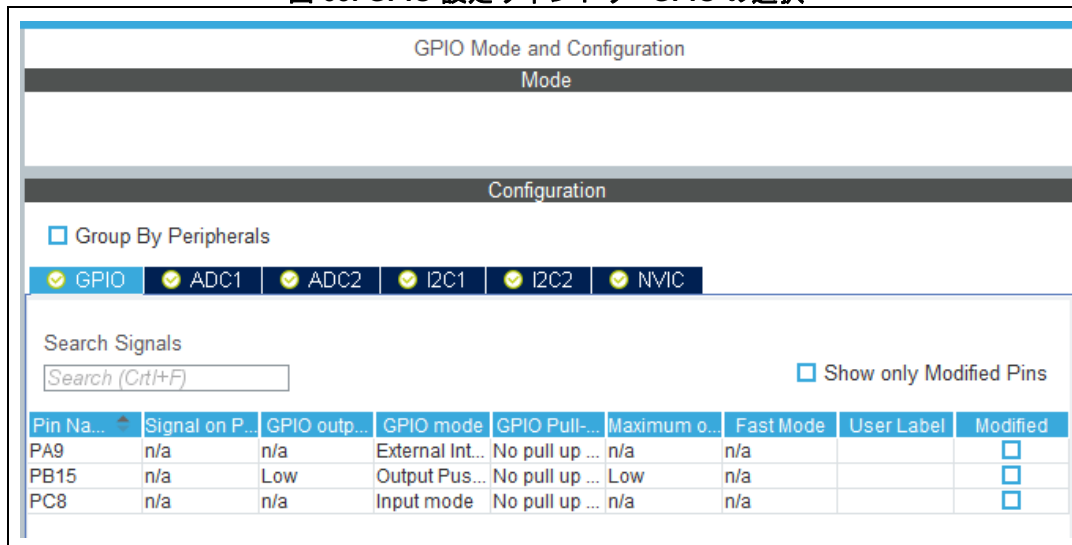 GPIO Mode and Configuration
Mode
Configuration
Group By Peripherals
GPIO ADC1 ADC2 I2C1 I2C2 NVIC
Search Signals
Search (Crtl+F)
Show only Modified Pins
Pin Na... Signal on P... GPIO outp... GPIO mode GPIO Pull-... Maximum o... Fast Mode User Label Modified
PA9 n/a n/a External Int... No pull up ... n/a n/a
PB15 n/a Low Output Pus... No pull up ... Low n/a
PC8 n/a n/a Input mode No pull up ... n/a n/a